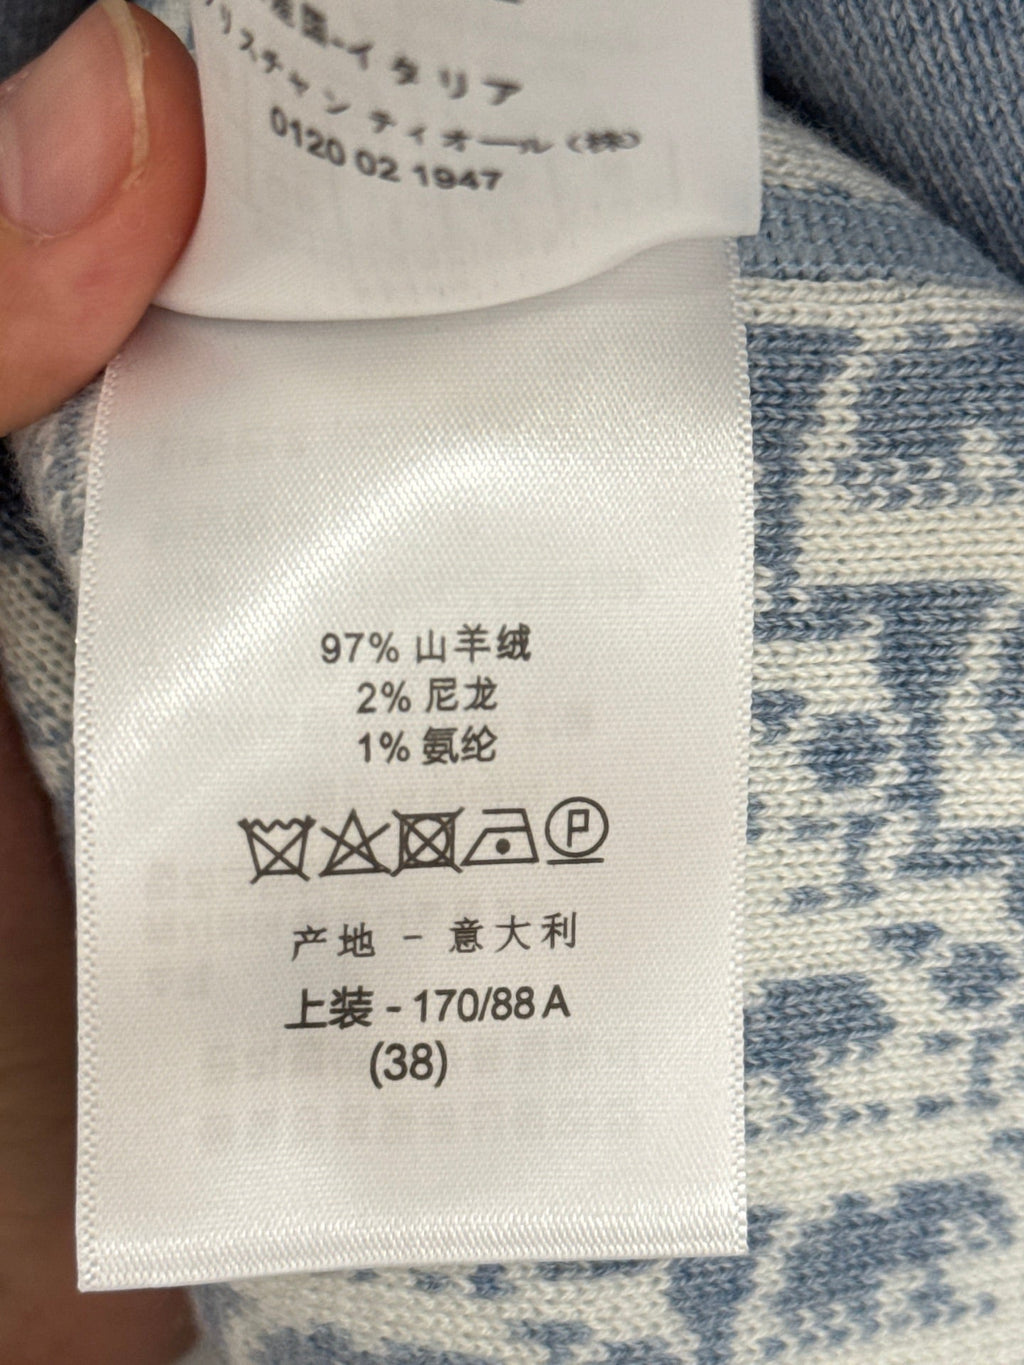 産国-イタリア
リスチャン ディオール (株)
0120 02 1947
97% 山羊绒
2% 尼龙
1% 氨纶
P
产地 - 意大利
上装 - 170/88 A
(38)